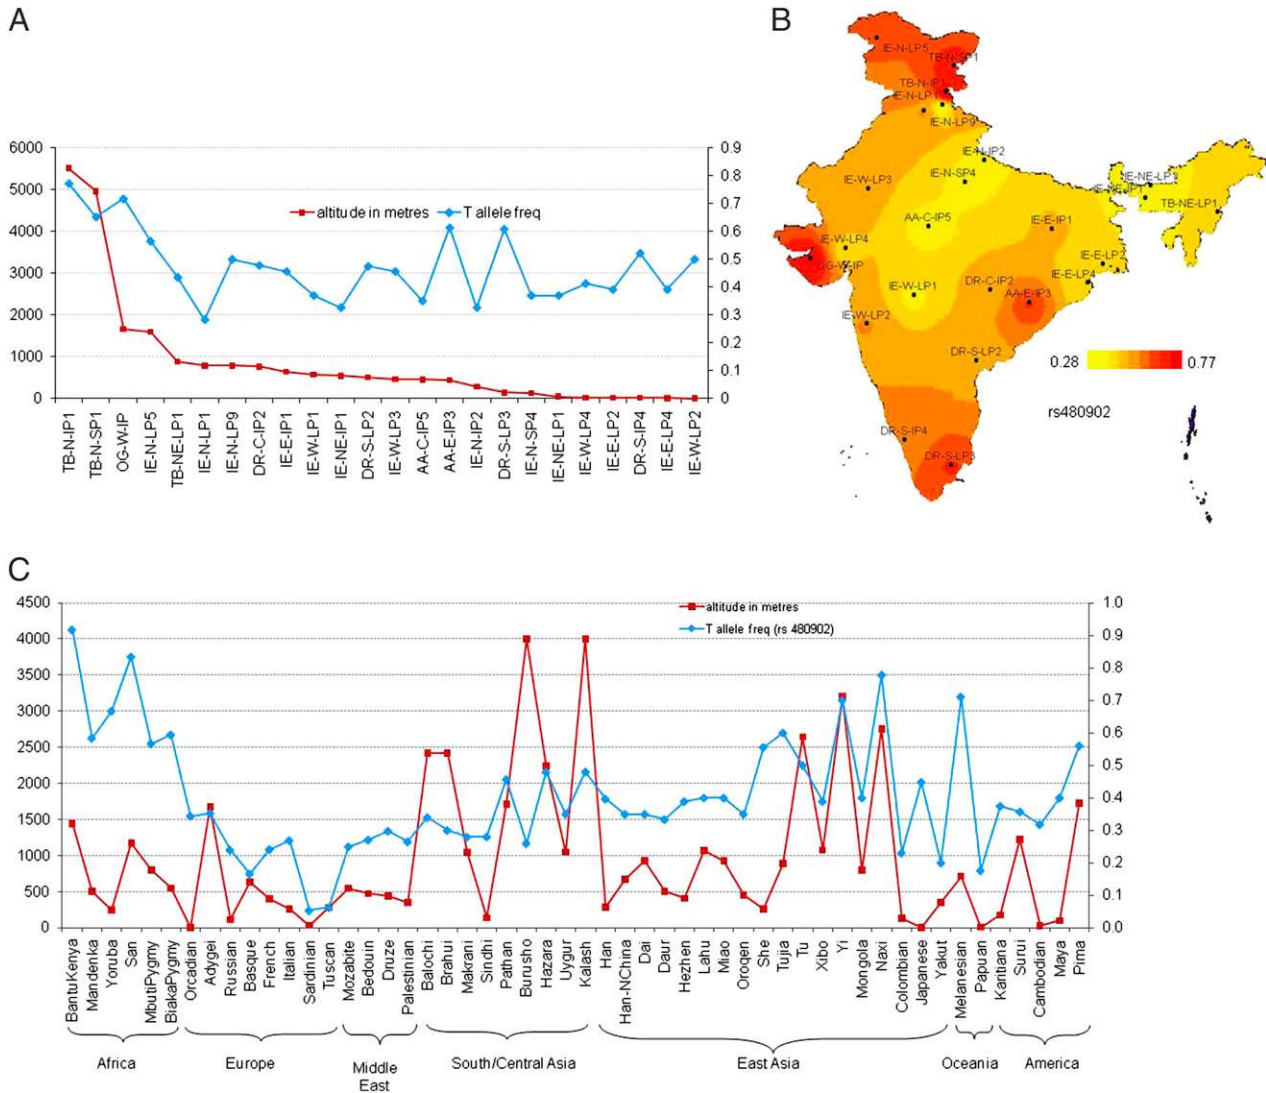 A
6000
5000
4000
3000
2000
1000
0
0.9
0.8
0.7
0.6
0.5
0.4
0.3
0.2
0.1
0
altitude in metres
T allele freq
TB-N-IP1
TB-N-SP1
OG-W-IP
IE-N-LP5
TB-NE-LP1
IE-N-LP1
IE-N-LP9
DR-C-IP2
IE-E-IP1
IE-W-LP1
IE-NE-IP1
DR-S-LP2
IE-W-LP3
AA-C-IP5
AA-E-IP3
IE-N-IP2
DR-S-LP3
IE-N-SP4
IE-NE-LP1
IE-W-LP4
IE-E-LP2
DR-S-IP4
IE-E-LP4
IE-W-LP2
B
IE-N-LP5
TB-N-SP1
TB-N-IP1
IE-N-LP1
IE-N-LP9
IE-N-IP2
IE-N-SP4
IE-W-LP3
IE-NE-LP1
IE-NE-IP1
TB-NE-LP1
AA-C-IP5
IE-E-IP1
IE-W-LP4
OG-W-IP
IE-E-LP2
IE-E-LP4
IE-W-LP1
DR-C-IP2
AA-E-IP3
IE-W-LP2
DR-S-LP2
0.28
0.77
rs480902
DR-S-IP4
DR-S-LP3
C
4500
4000
3500
3000
2500
2000
1500
1000
500
0
1.0
0.9
0.8
0.7
0.6
0.5
0.4
0.3
0.2
0.1
0.0
altitude in metres
T allele freq (rs 480902)
BantuKenya
Mandenka
Yoruba
San
MbutiPygmy
BiakaPygmy
Orcadian
Adygei
Russian
Basque
French
Italian
Sardinian
Tuscan
Mozabite
Bedouin
Druze
Palestinian
Balochi
Brahui
Makrani
Sindhi
Pathan
Burusho
Hazara
Uygur
Kalash
Han
Han-NChina
Dai
Daur
Hezhen
Lahu
Miao
Oroqen
She
Tujia
Tu
Xibo
Yi
Mongola
Naxi
Colombian
Japanese
Yakut
Melanesian
Papuan
Karitiana
Surui
Cambodian
Maya
Pima
Africa
Europe
Middle
East
South/Central Asia
East Asia
Oceania
America